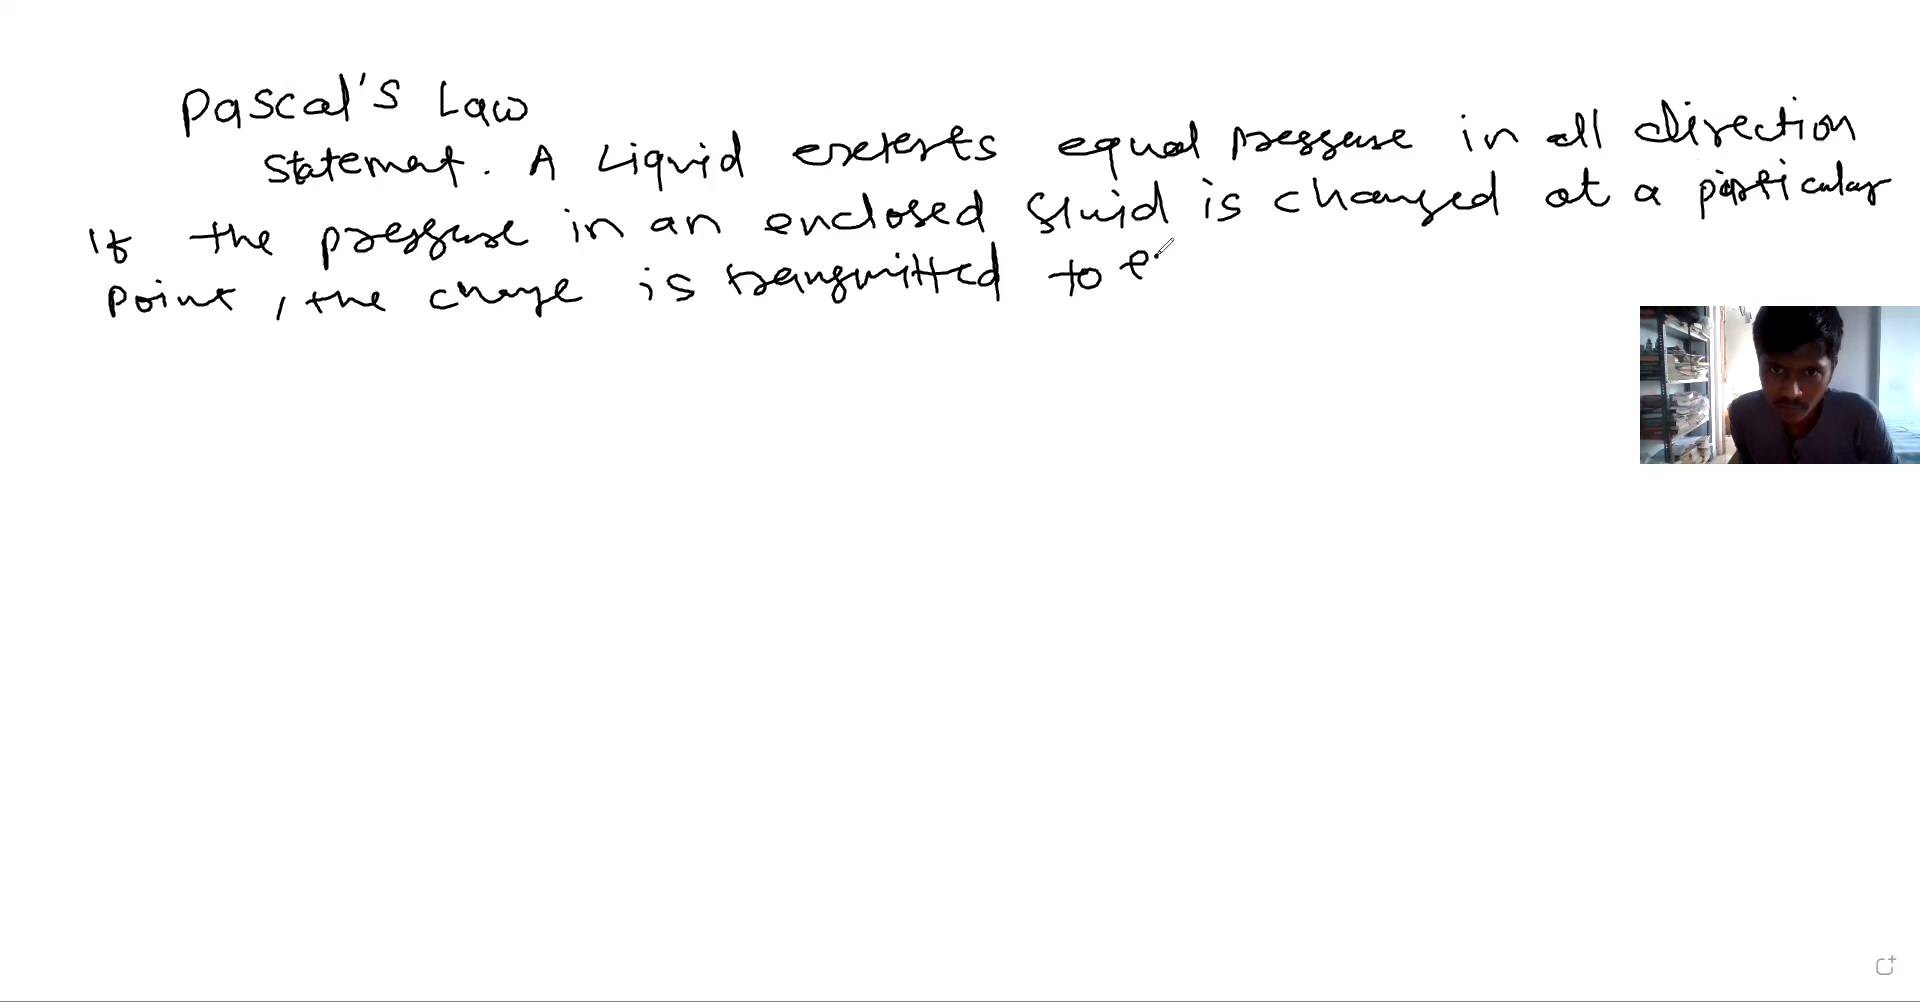 Pascal's Law
Statemat. A Liquid exterts equal pressure in all direction
If the pressure in an enclosed fluid is changed at a particular
point, the change is transmitted to e